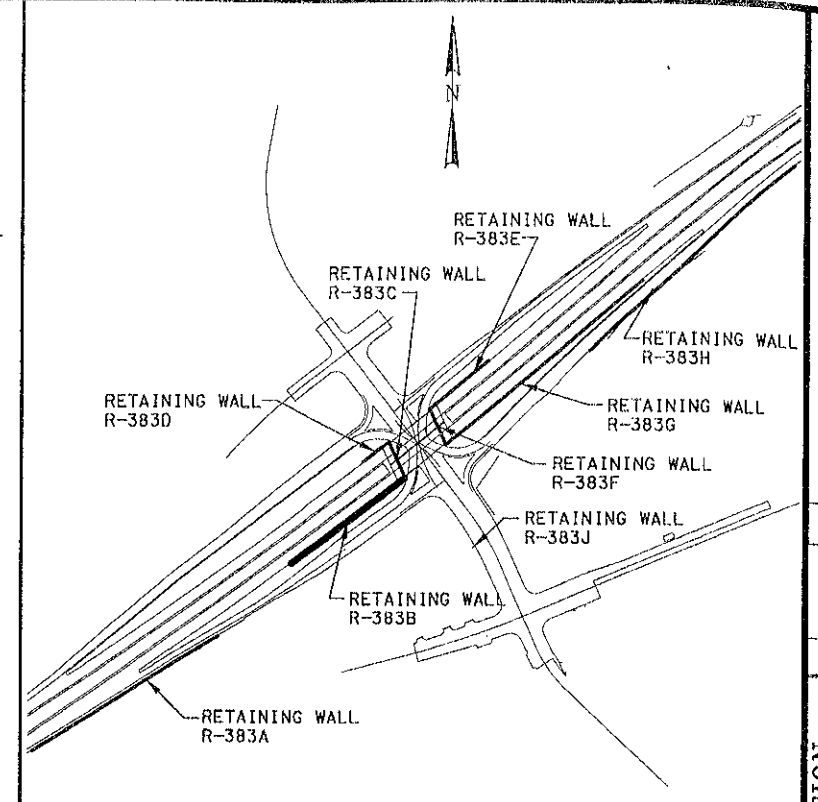 N
RETAINING WALL
R-383E
RETAINING WALL
R-383C
RETAINING WALL
R-383H
RETAINING WALL
R-383D
RETAINING WALL
R-383G
RETAINING WALL
R-383F
RETAINING WALL
R-383J
RETAINING WALL
R-383B
RETAINING WALL
R-383A